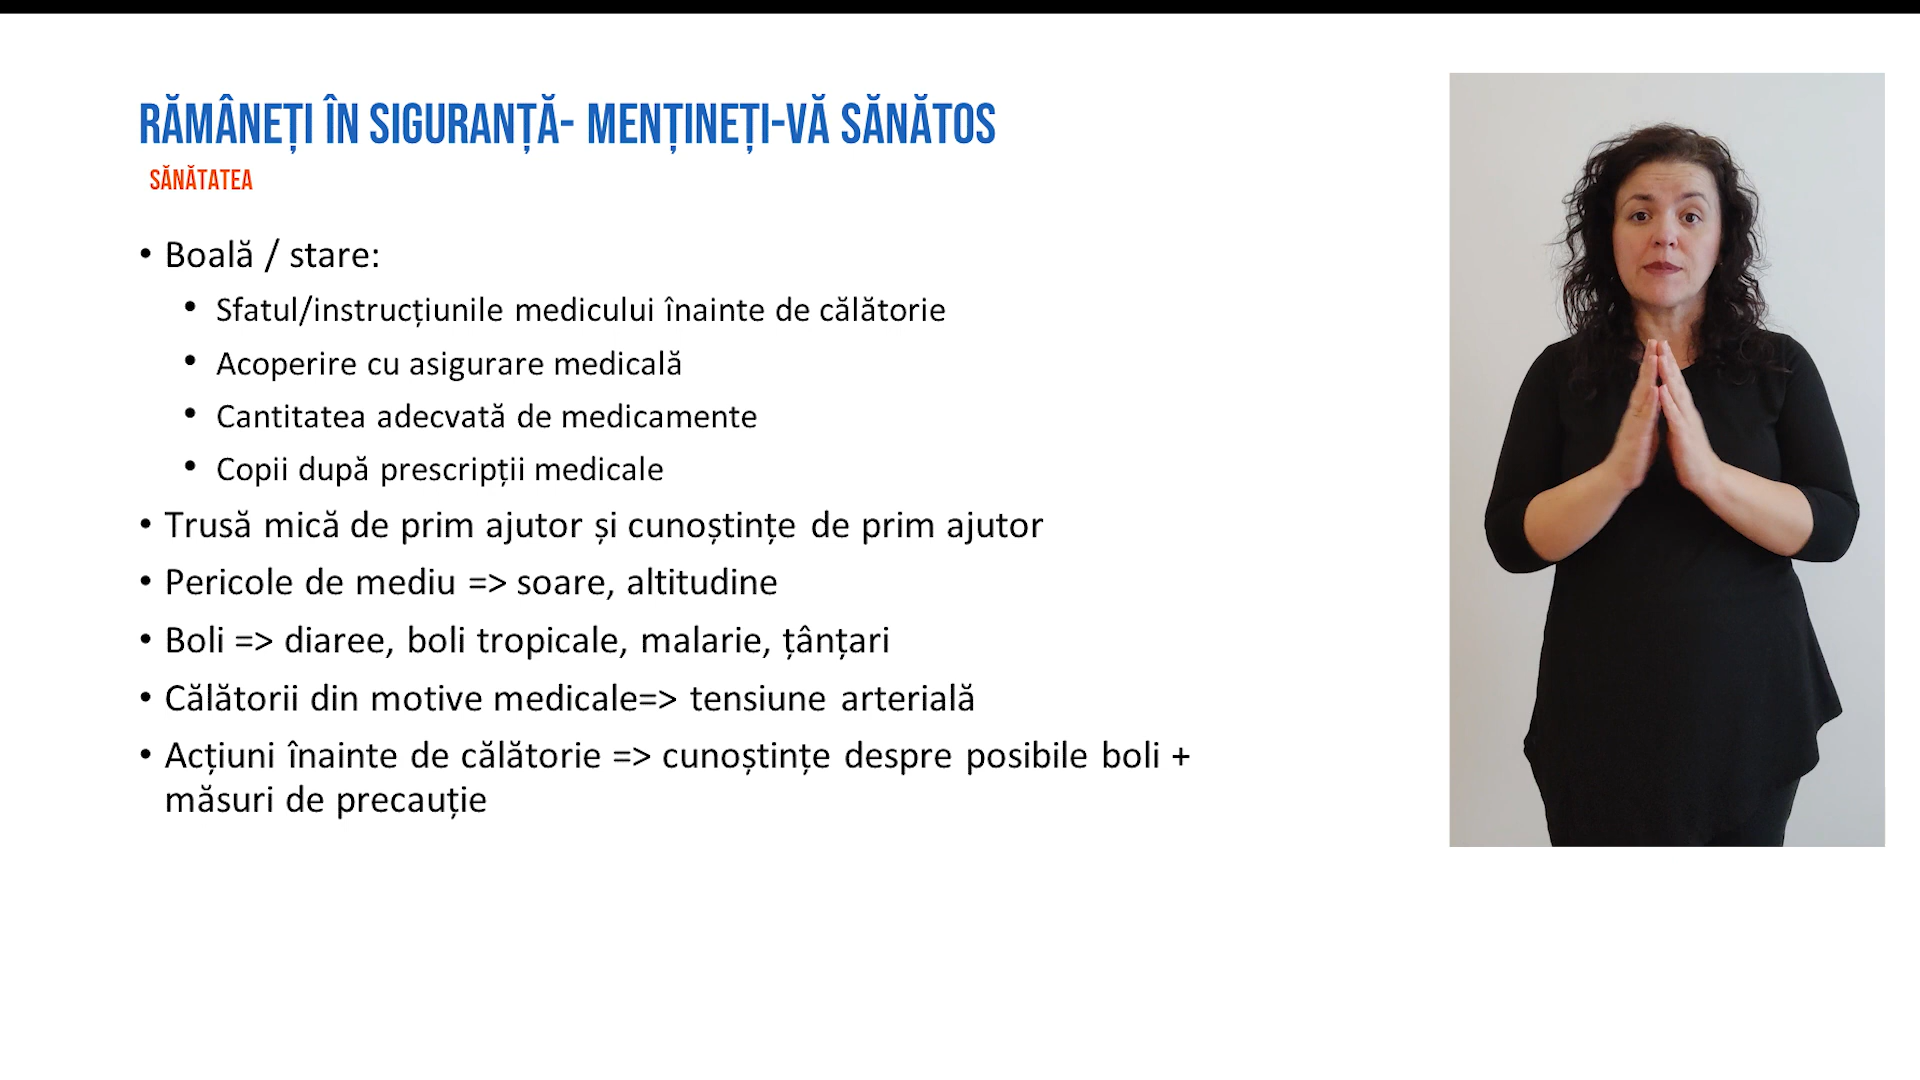 RĂMÂNEȚI ÎN SIGURANȚĂ- MENȚINEȚI-VĂ SĂNĂTOS
SĂNĂTATEA
• Boală / stare:
• Sfatul/instrucțiunile medicului înainte de călătorie
• Acoperire cu asigurare medicală
• Cantitatea adecvată de medicamente
• Copii după prescripții medicale
• Trusă mică de prim ajutor și cunoștințe de prim ajutor
• Pericole de mediu => soare, altitudine
• Boli => diaree, boli tropicale, malarie, țânțari
• Călătorii din motive medicale=> tensiune arterială
• Acțiuni înainte de călătorie => cunoștințe despre posibile boli +
măsuri de precauție